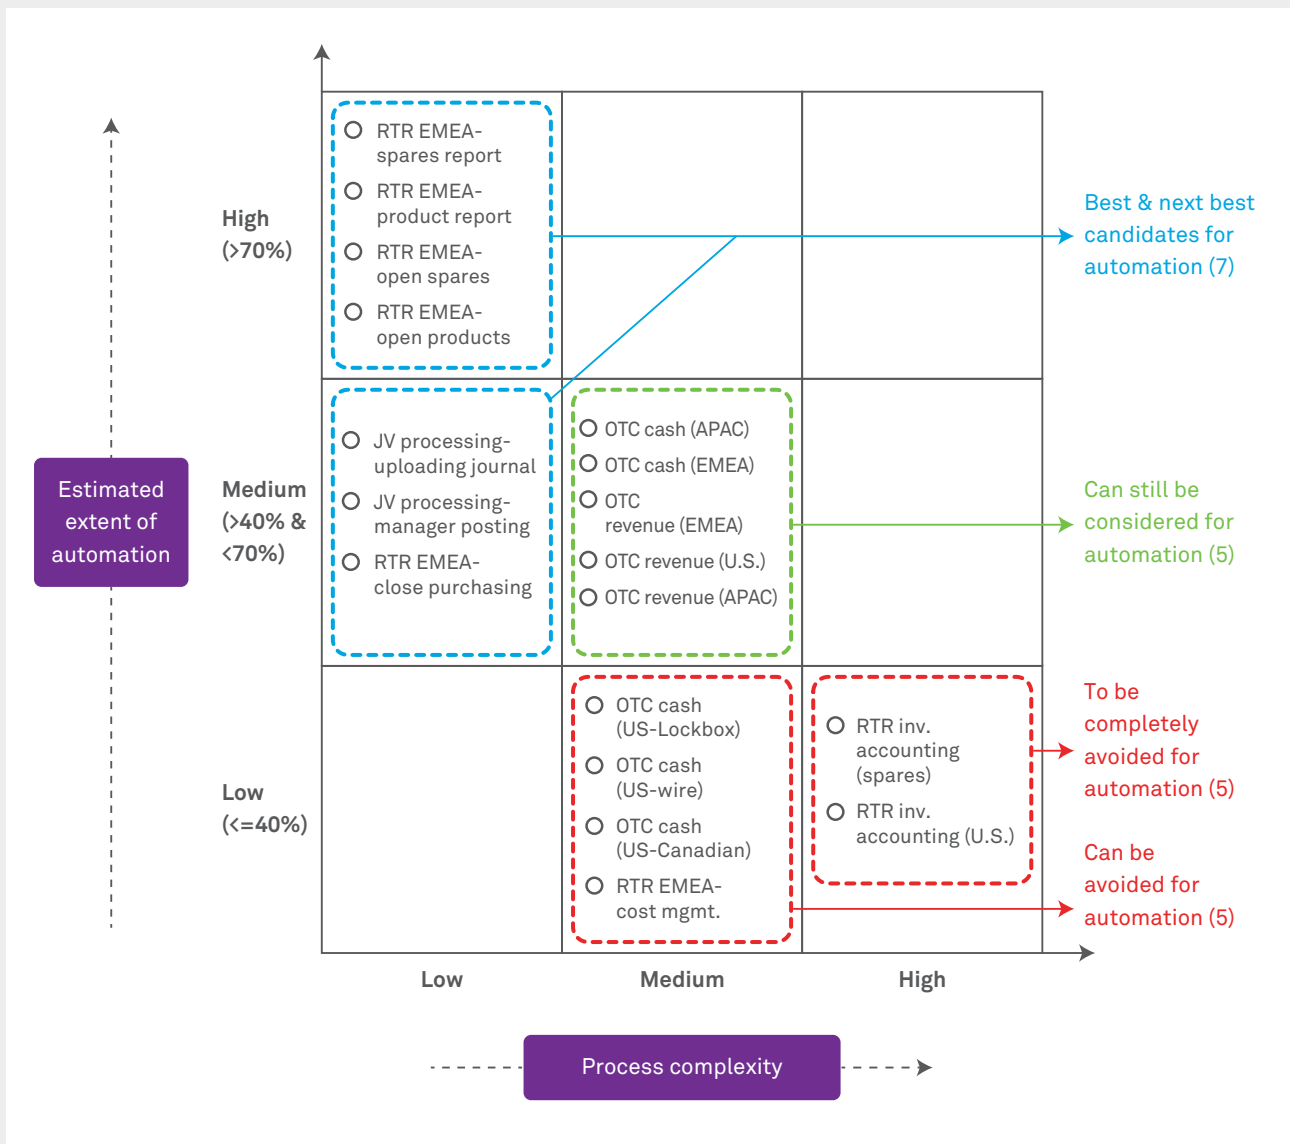 High
(>70%)
RTR EMEA-
spares report
RTR EMEA-
product report
RTR EMEA-
open spares
RTR EMEA-
open products
Best & next best
candidates for
automation (7)
Estimated
extent of
automation
Medium
(>40% &
<70%)
JV processing-
uploading journal
JV processing-
manager posting
RTR EMEA-
close purchasing
OTC cash (APAC)
OTC cash (EMEA)
OTC
revenue (EMEA)
OTC revenue (U.S.)
OTC revenue (APAC)
Can still be
considered for
automation (5)
Low
(<=40%)
OTC cash
(US-Lockbox)
OTC cash
(US-wire)
OTC cash
(US-Canadian)
RTR EMEA-
cost mgmt.
RTR inv.
accounting
(spares)
RTR inv.
accounting (U.S.)
To be
completely
avoided for
automation (5)
Can be
avoided for
automation (5)
Low
Medium
High
Process complexity